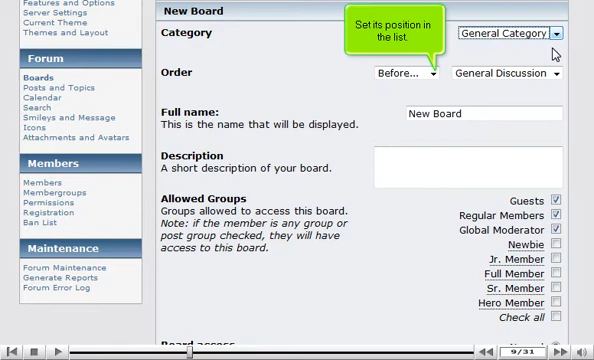 Features and Options
Server Settings
Current Theme
Themes and Layout
Forum
Boards
Posts and Topics
Calendar
Search
Smileys and Message
Icons
Attachments and Avatars
Members
Members
Membergroups
Permissions
Registration
Ban List
Maintenance
Forum Maintenance
Generate Reports
Forum Error Log
New Board
Category
General Category
Set its position in
the list.
Order
Before...
General Discussion
Full name:
This is the name that will be displayed.
New Board
Description
A short description of your board.
Allowed Groups
Groups allowed to access this board.
Note: if the member is any group or
post group checked, they will have
access to this board.
Guests
Regular Members
Global Moderator
Newbie
Jr. Member
Full Member
Sr. Member
Hero Member
Check all
9/31